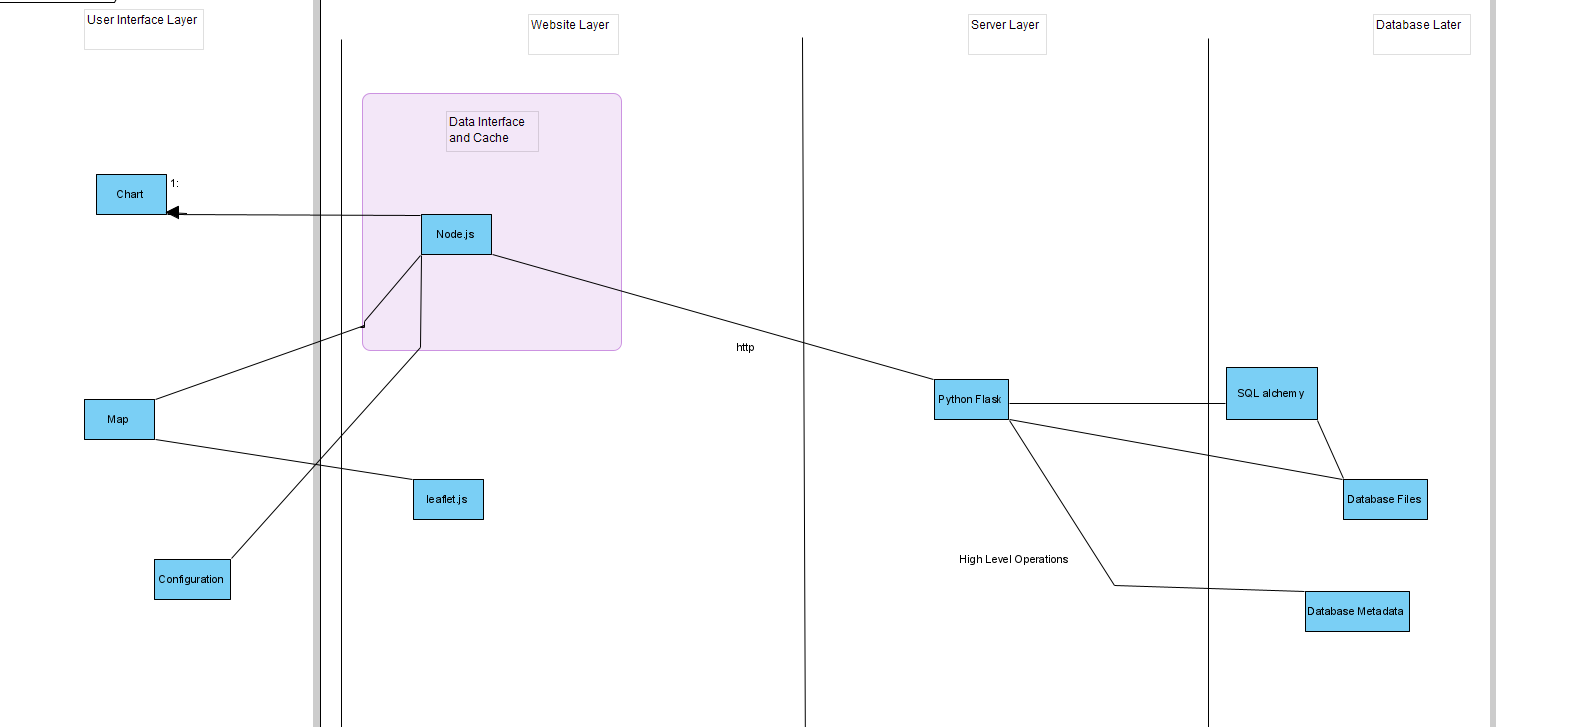 User Interface Layer
Website Layer
Server Layer
Database Later
Data Interface
and Cache
Chart
1:
Node.js
http
Python Flask
SQL alchemy
Map
leaflet.js
Database Files
High Level Operations
Configuration
Database Metadata